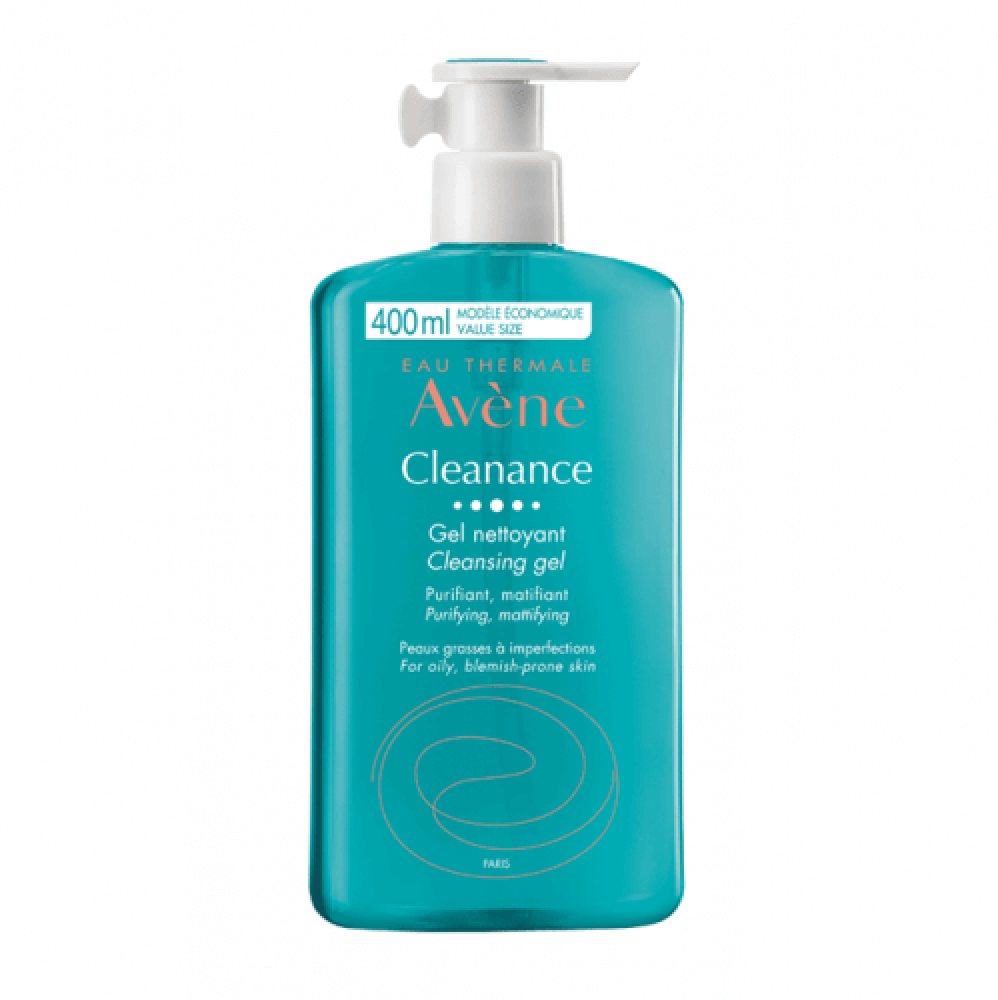 400ml MODÈLE ÉCONOMIQUE
VALUE SIZE
EAU THERMALE
Avène
Cleanance
Gel nettoyant
Cleansing gel
Purifiant, matifiant
Purifying, mattifying
Peaux grasses à imperfections
For oily, blemish-prone skin
PARIS